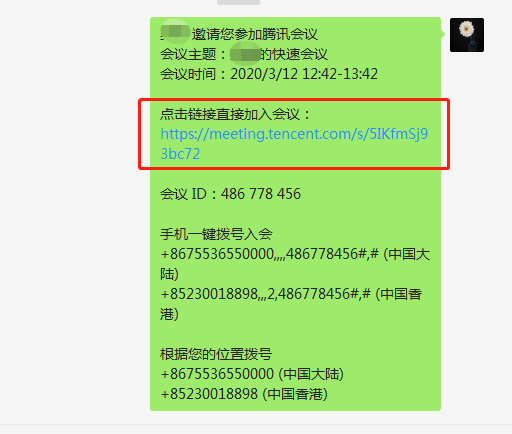 邀请您参加腾讯会议
会议主题：的快速会议
会议时间：2020/3/12 12:42-13:42
点击链接直接加入会议：
https://meeting.tencent.com/s/5IKfmSj9
3bc72
会议 ID：486 778 456
手机一键拨号入会
+8675536550000,,,,486778456#,# (中国大
陆)
+85230018898,,,2,486778456#,# (中国香
港)
根据您的位置拨号
+8675536550000 (中国大陆)
+85230018898 (中国香港)